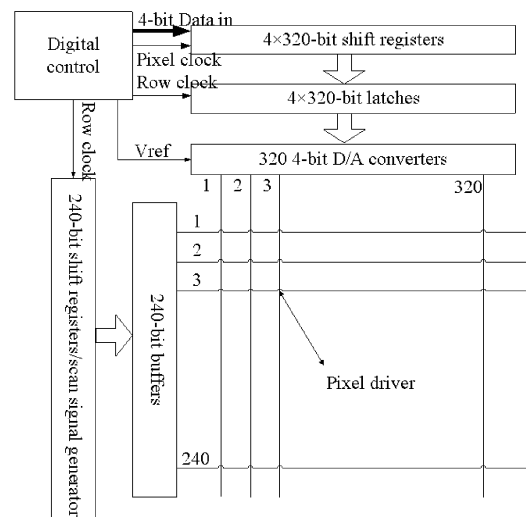 4-bit Data in
Digital
control
4×320-bit shift registers
Pixel clock
Row clock
4×320-bit latches
Row clock
Vref
320 4-bit D/A converters
1
2
3
320
240-bit shift registers/scan signal generator
240-bit buffers
1
2
3
Pixel driver
240